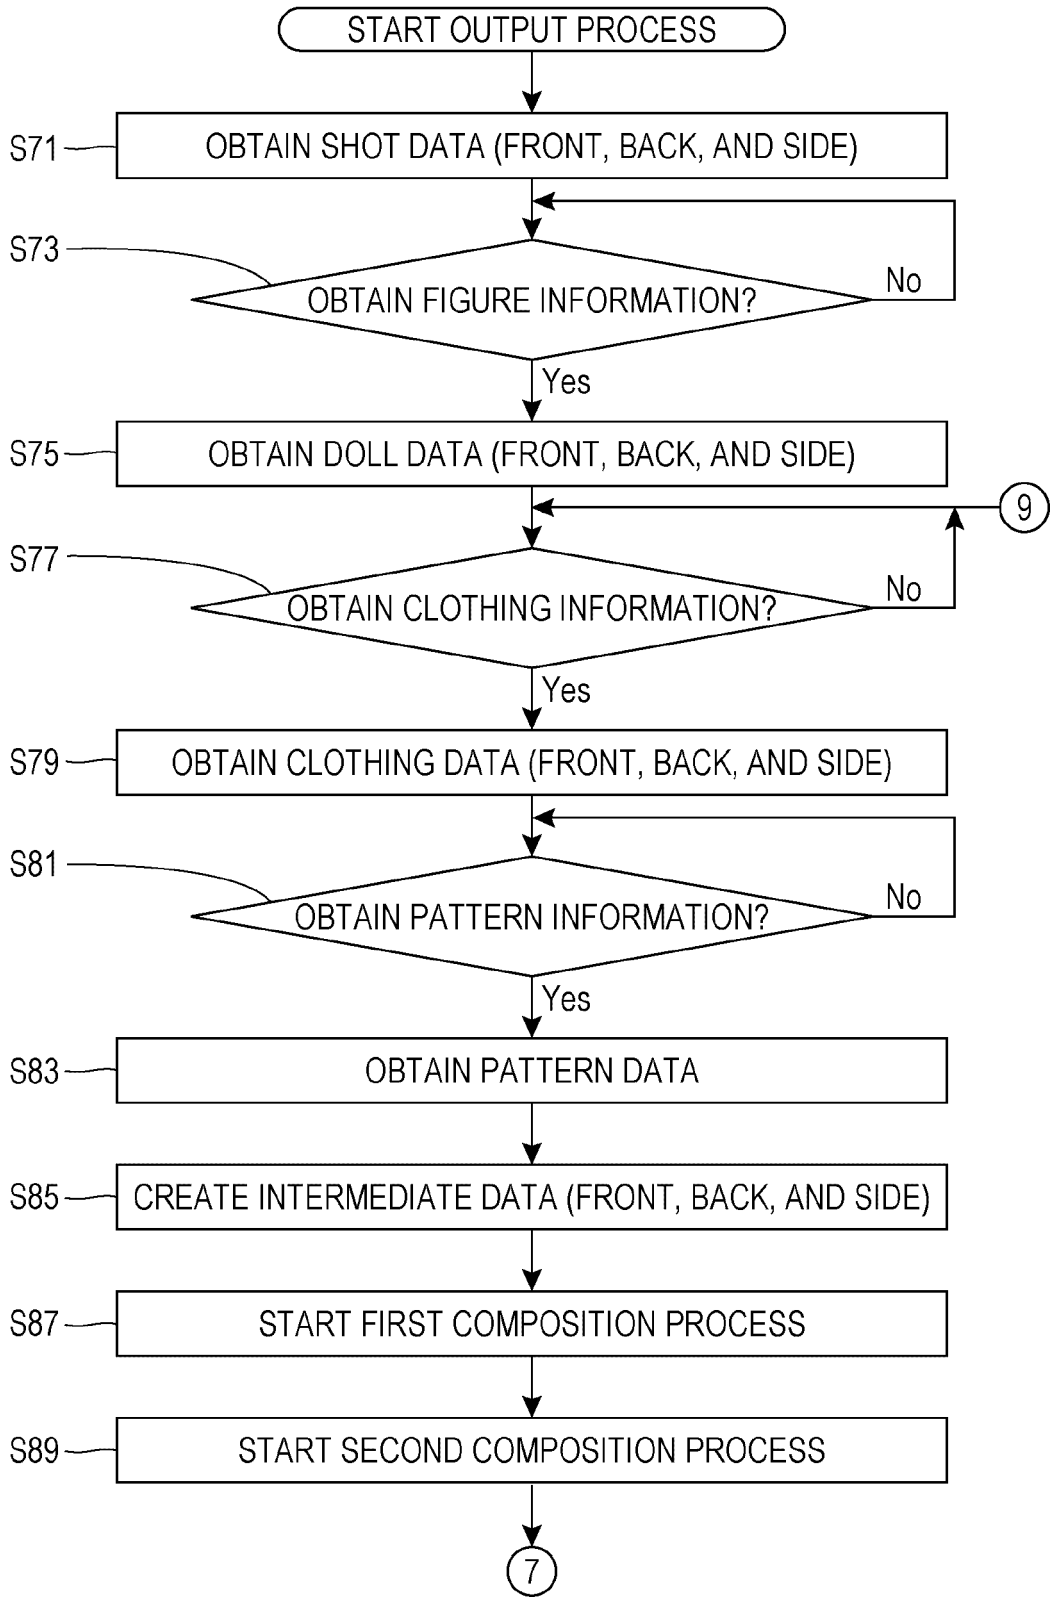 START OUTPUT PROCESS
S71 OBTAIN SHOT DATA (FRONT, BACK, AND SIDE)
S73 OBTAIN FIGURE INFORMATION? No
Yes
S75 OBTAIN DOLL DATA (FRONT, BACK, AND SIDE)
9
S77 OBTAIN CLOTHING INFORMATION? No
Yes
S79 OBTAIN CLOTHING DATA (FRONT, BACK, AND SIDE)
S81 OBTAIN PATTERN INFORMATION? No
Yes
S83 OBTAIN PATTERN DATA
S85 CREATE INTERMEDIATE DATA (FRONT, BACK, AND SIDE)
S87 START FIRST COMPOSITION PROCESS
S89 START SECOND COMPOSITION PROCESS
7